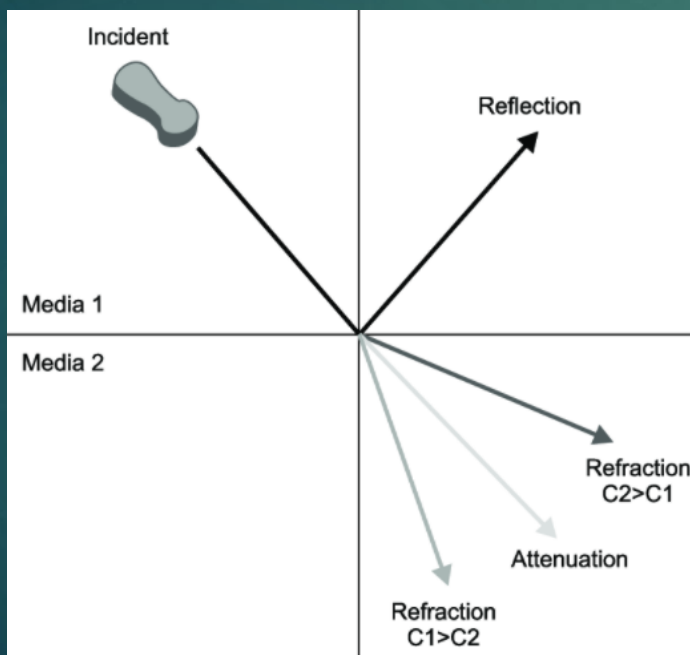 Incident
Reflection
Media 1
Media 2
Refraction
C2>C1
Attenuation
Refraction
C1>C2